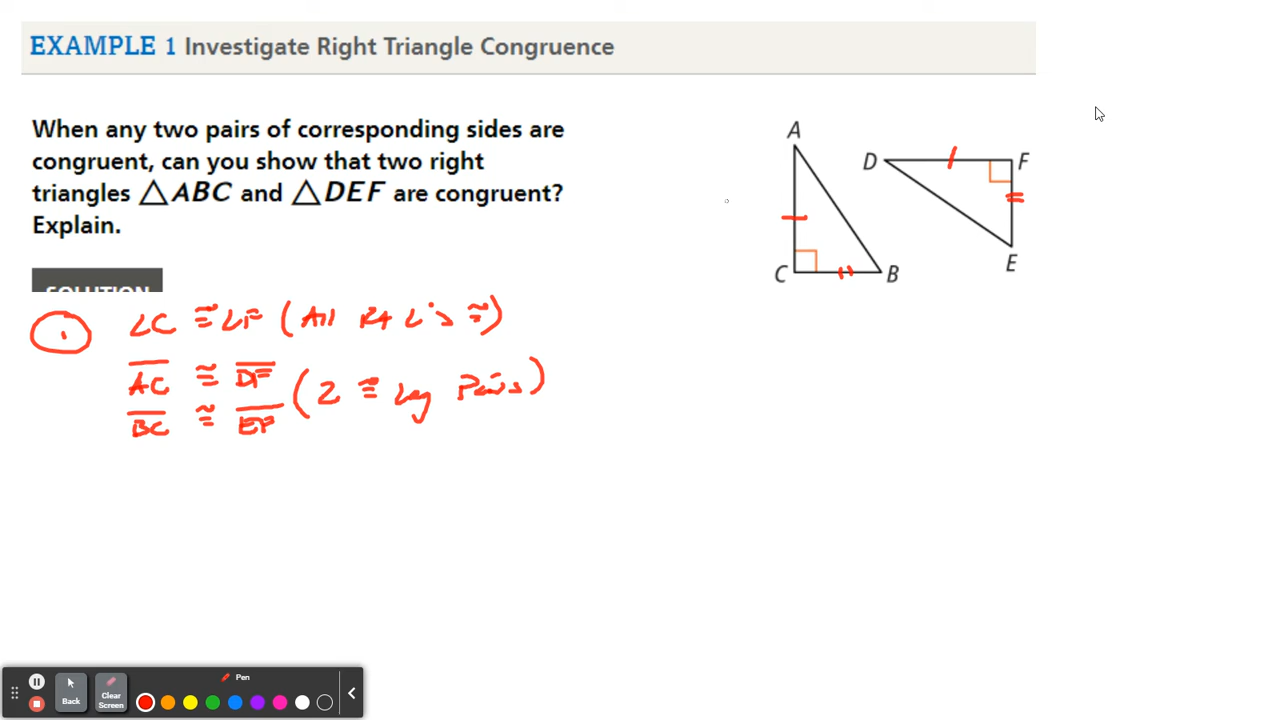 EXAMPLE 1 Investigate Right Triangle Congruence
When any two pairs of corresponding sides are
congruent, can you show that two right
triangles △ABC and △DEF are congruent?
Explain.
A
D
F
C
B
E
SOLUTION
1 ∠C ≅ ∠F (All Rt ∠'s ≅)
AC ≅ DF (2 ≅ Leg Pairs)
BC ≅ EF
Pen
Back
Clear
Screen